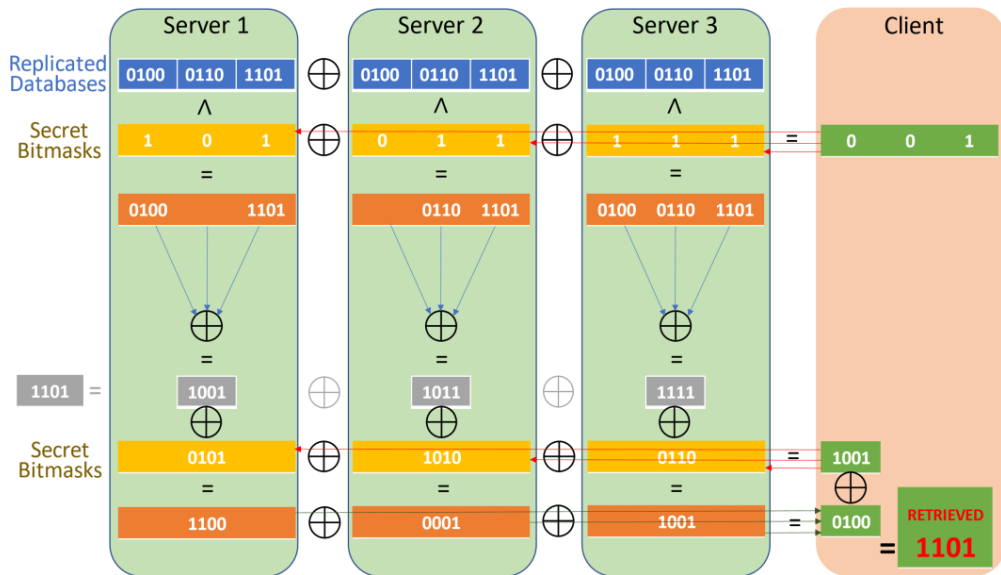 Server 1 Server 2 Server 3 Client
Replicated Databases 0100 0110 1101 ⊕ 0100 0110 1101 ⊕ 0100 0110 1101
∧ ∧ ∧
Secret Bitmasks 1 0 1 ⊕ 0 1 1 ⊕ 1 1 1 = 0 0 1
= = =
0100 1101 0110 1101 0100 0110 1101
⊕ ⊕ ⊕
= = =
1101 = 1001 ⊕ 1011 ⊕ 1111
⊕ ⊕ ⊕
Secret Bitmasks 0101 ⊕ 1010 ⊕ 0110 = 1001
= = = ⊕
1100 ⊕ 0001 ⊕ 1001 = 0100
RETRIEVED
= 1101